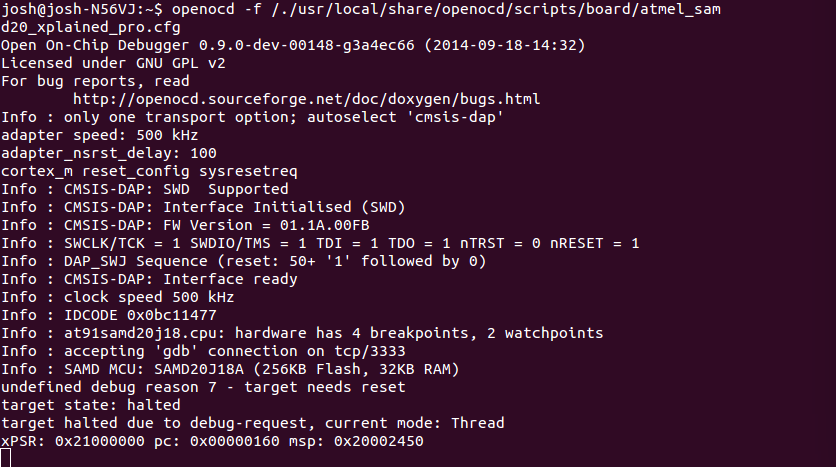 josh@josh-N56VJ:~$ openocd -f /./usr/local/share/openocd/scripts/board/atmel_sam
d20_xplained_pro.cfg
Open On-Chip Debugger 0.9.0-dev-00148-g3a4ec66 (2014-09-18-14:32)
Licensed under GNU GPL v2
For bug reports, read
        http://openocd.sourceforge.net/doc/doxygen/bugs.html
Info : only one transport option; autoselect 'cmsis-dap'
adapter speed: 500 kHz
adapter_nsrst_delay: 100
cortex_m reset_config sysresetreq
Info : CMSIS-DAP: SWD  Supported
Info : CMSIS-DAP: Interface Initialised (SWD)
Info : CMSIS-DAP: FW Version = 01.1A.00FB
Info : SWCLK/TCK = 1 SWDIO/TMS = 1 TDI = 1 TDO = 1 nTRST = 0 nRESET = 1
Info : DAP_SWJ Sequence (reset: 50+ '1' followed by 0)
Info : CMSIS-DAP: Interface ready
Info : clock speed 500 kHz
Info : IDCODE 0x0bc11477
Info : at91samd20j18.cpu: hardware has 4 breakpoints, 2 watchpoints
Info : accepting 'gdb' connection on tcp/3333
Info : SAMD MCU: SAMD20J18A (256KB Flash, 32KB RAM)
undefined debug reason 7 - target needs reset
target state: halted
target halted due to debug-request, current mode: Thread
xPSR: 0x21000000 pc: 0x00000160 msp: 0x20002450